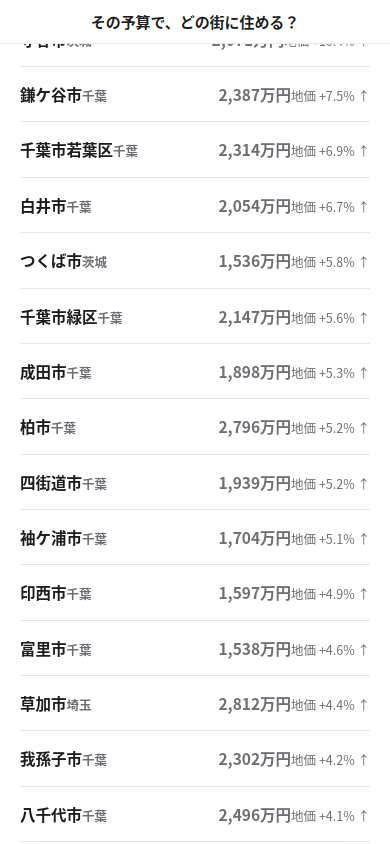 その予算で、どの街に住める？
鎌ケ谷市千葉 2,387万円地価 +7.5% ↑
千葉市若葉区千葉 2,314万円地価 +6.9% ↑
白井市千葉 2,054万円地価 +6.7% ↑
つくば市茨城 1,536万円地価 +5.8% ↑
千葉市緑区千葉 2,147万円地価 +5.6% ↑
成田市千葉 1,898万円地価 +5.3% ↑
柏市千葉 2,796万円地価 +5.2% ↑
四街道市千葉 1,939万円地価 +5.2% ↑
袖ケ浦市千葉 1,704万円地価 +5.1% ↑
印西市千葉 1,597万円地価 +4.9% ↑
富里市千葉 1,538万円地価 +4.6% ↑
草加市埼玉 2,812万円地価 +4.4% ↑
我孫子市千葉 2,302万円地価 +4.2% ↑
八千代市千葉 2,496万円地価 +4.1% ↑